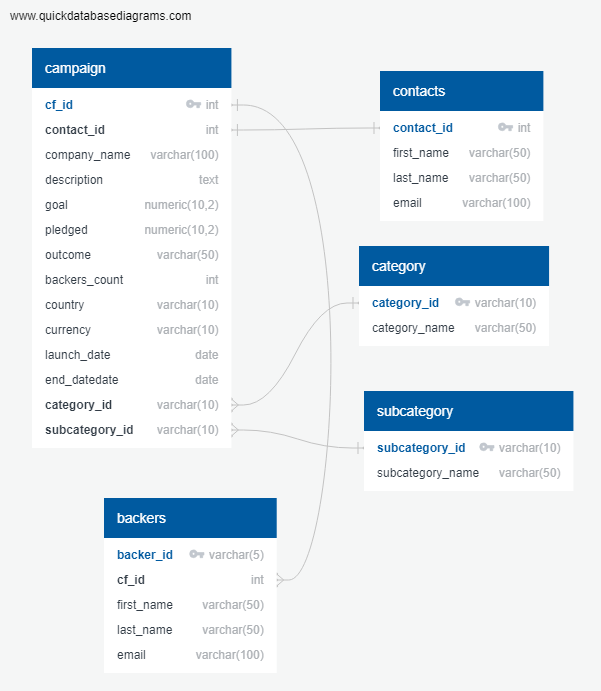 www.quickdatabasediagrams.com
campaign
cf_id int
contact_id int
company_name varchar(100)
description text
goal numeric(10,2)
pledged numeric(10,2)
outcome varchar(50)
backers_count int
country varchar(10)
currency varchar(10)
launch_date date
end_datedate date
category_id varchar(10)
subcategory_id varchar(10)
contacts
contact_id int
first_name varchar(50)
last_name varchar(50)
email varchar(100)
category
category_id varchar(10)
category_name varchar(50)
subcategory
subcategory_id varchar(10)
subcategory_name varchar(50)
backers
backer_id varchar(5)
cf_id int
first_name varchar(50)
last_name varchar(50)
email varchar(100)